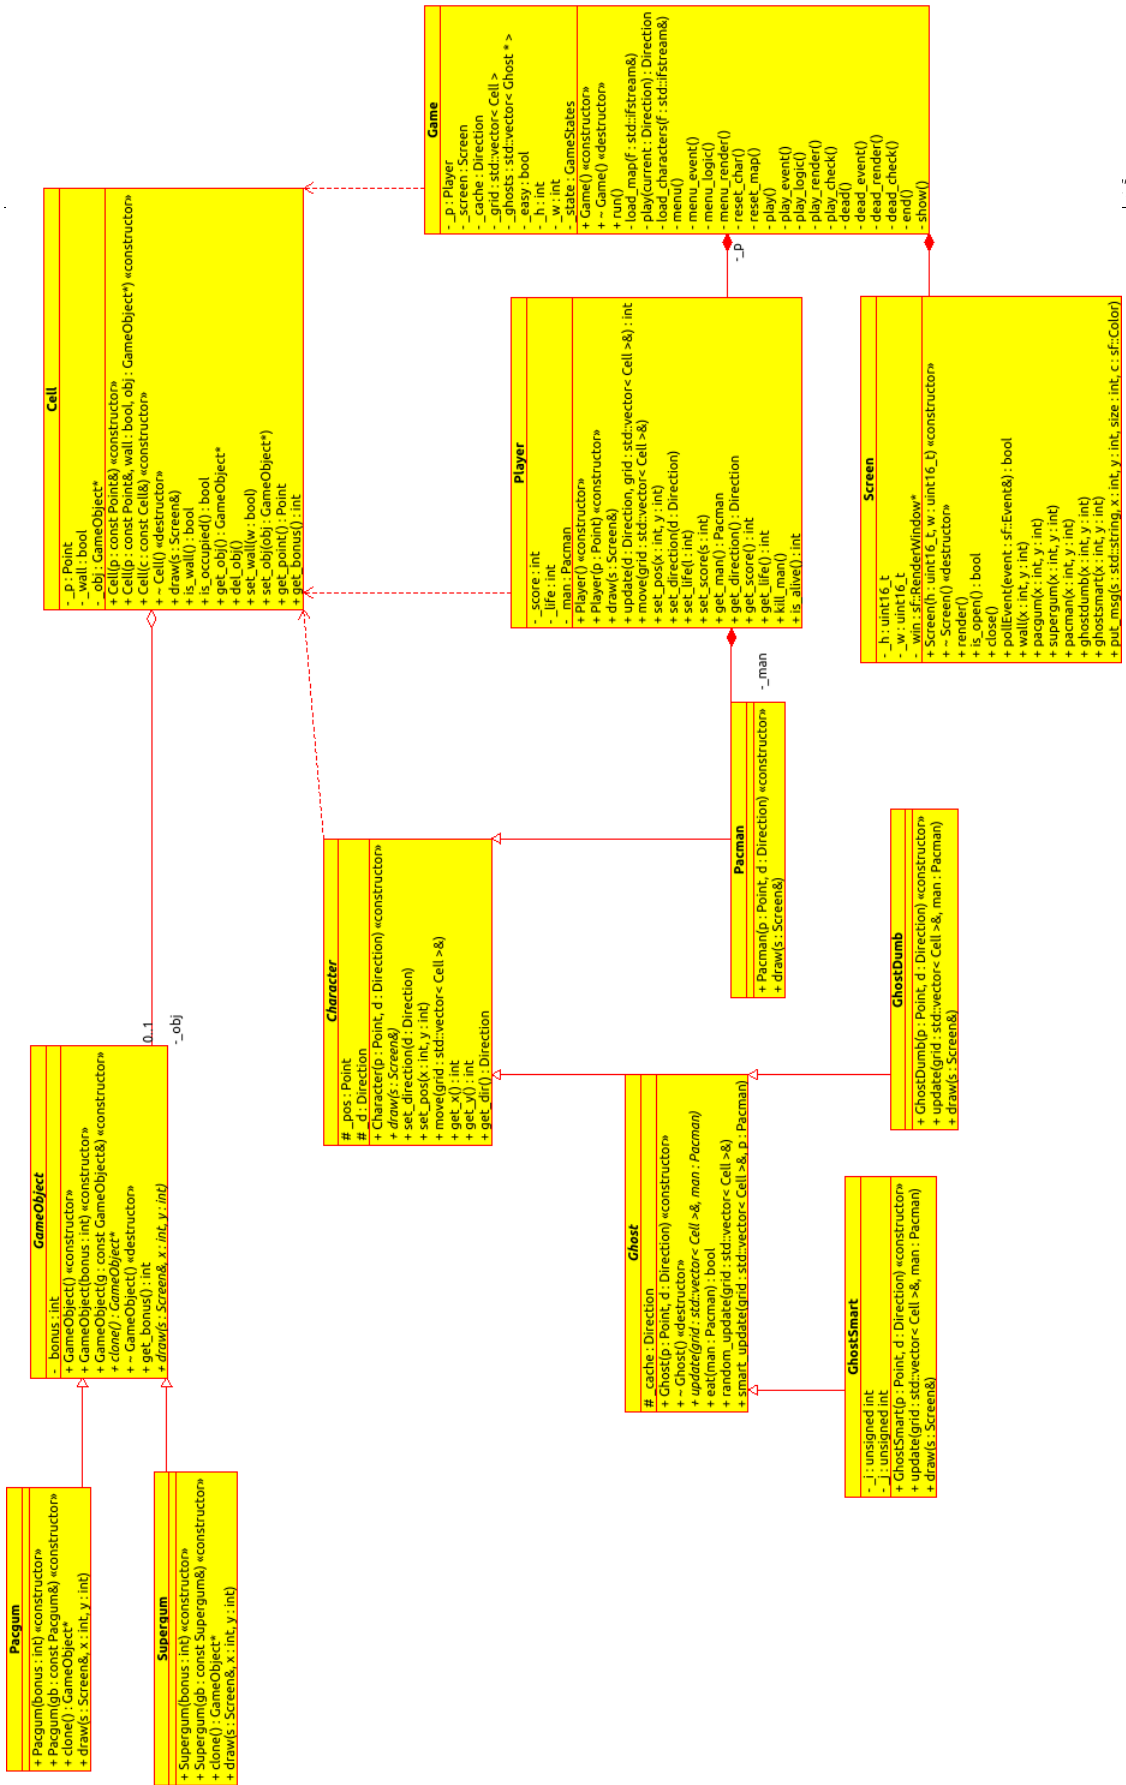 Pacgum
+ Pacgum(bonus : int) «constructor»
+ Pacgum(gb : const Pacgum&) «constructor»
+ clone() : GameObject*
+ draw(s : Screen&, x : int, y : int)
Supergum
+ Supergum(bonus : int) «constructor»
+ Supergum(gb : const Supergum&) «constructor»
+ clone() : GameObject*
+ draw(s : Screen&, x : int, y : int)
GameObject
- _bonus : int
+ GameObject() «constructor»
+ GameObject(bonus : int) «constructor»
+ GameObject(g : const GameObject&) «constructor»
+ clone() : GameObject*
+ ~ GameObject() «destructor»
+ get_bonus() : int
+ draw(s : Screen&, x : int, y : int)
0..1
-_obj
Cell
- _p : Point
- _wall : bool
- _obj : GameObject*
+ Cell(p : const Point&) «constructor»
+ Cell(p : const Point&, wall : bool, obj : GameObject*) «constructor»
+ Cell(c : const Cell&) «constructor»
+ ~ Cell() «destructor»
+ draw(s : Screen&)
+ is_wall() : bool
+ is_occupied() : bool
+ get_obj() : GameObject*
+ del_obj()
+ set_wall(w : bool)
+ set_obj(obj : GameObject*)
+ get_point() : Point
+ get_bonus() : int
Character
# _pos : Point
# _d : Direction
+ Character(p : Point, d : Direction) «constructor»
+ draw(s : Screen&)
+ set_direction(d : Direction)
+ set_pos(x : int, y : int)
+ move(grid : std::vector< Cell >&)
+ get_x() : int
+ get_y() : int
+ get_dir() : Direction
Ghost
# _cache : Direction
+ Ghost(p : Point, d : Direction) «constructor»
+ ~ Ghost() «destructor»
+ update(grid : std::vector< Cell >&, man : Pacman)
+ eat(man : Pacman) : bool
+ random_update(grid : std::vector< Cell >&)
+ smart_update(grid : std::vector< Cell >&, p : Pacman)
GhostSmart
- _i : unsigned int
- _j : unsigned int
+ GhostSmart(p : Point, d : Direction) «constructor»
+ update(grid : std::vector< Cell >&, man : Pacman)
+ draw(s : Screen&)
GhostDumb
+ GhostDumb(p : Point, d : Direction) «constructor»
+ update(grid : std::vector< Cell >&, man : Pacman)
+ draw(s : Screen&)
Pacman
+ Pacman(p : Point, d : Direction) «constructor»
+ draw(s : Screen&)
-_man
Player
- _score : int
- _life : int
- _man : Pacman
+ Player() «constructor»
+ Player(p : Point) «constructor»
+ draw(s : Screen&)
+ update(d : Direction, grid : std::vector< Cell >&) : int
+ move(grid : std::vector< Cell >&)
+ set_pos(x : int, y : int)
+ set_direction(d : Direction)
+ set_life(l : int)
+ set_score(s : int)
+ get_man() : Pacman
+ get_direction() : Direction
+ get_score() : int
+ get_life() : int
+ kill_man()
+ is_alive() : int
-_p
Game
- _p : Player
- _screen : Screen
- _cache : Direction
- _grid : std::vector< Cell >
- _ghosts : std::vector< Ghost * >
- _easy : bool
- _h : int
- _w : int
- _state : GameStates
+ Game() «constructor»
+ ~ Game() «destructor»
+ run()
- load_map(f : std::ifstream&)
- play(current : Direction) : Direction
- load_characters(f : std::ifstream&)
- menu()
- menu_event()
- menu_logic()
- menu_render()
- reset_char()
- reset_map()
- play()
- play_event()
- play_logic()
- play_render()
- play_check()
- dead()
- dead_event()
- dead_render()
- dead_check()
- end()
- show()
Screen
- _h : uint16_t
- _w : uint16_t
- win : sf::RenderWindow*
+ Screen(h : uint16_t, w : uint16_t) «constructor»
+ ~ Screen() «destructor»
+ render()
+ is_open() : bool
+ close()
+ pollEvent(event : sf::Event&) : bool
+ wall(x : int, y : int)
+ pacgum(x : int, y : int)
+ supergum(x : int, y : int)
+ pacman(x : int, y : int)
+ ghostdumb(x : int, y : int)
+ ghostsmart(x : int, y : int)
+ put_msg(s : std::string, x : int, y : int, size : int, c : sf::Color)